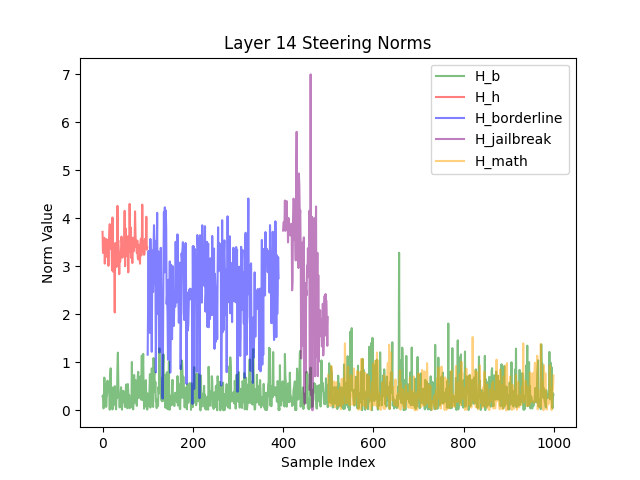 Layer 14 Steering Norms
H_b
H_h
H_borderline
H_jailbreak
H_math
Norm Value
7
6
5
4
3
2
1
0
0 200 400 600 800 1000
Sample Index